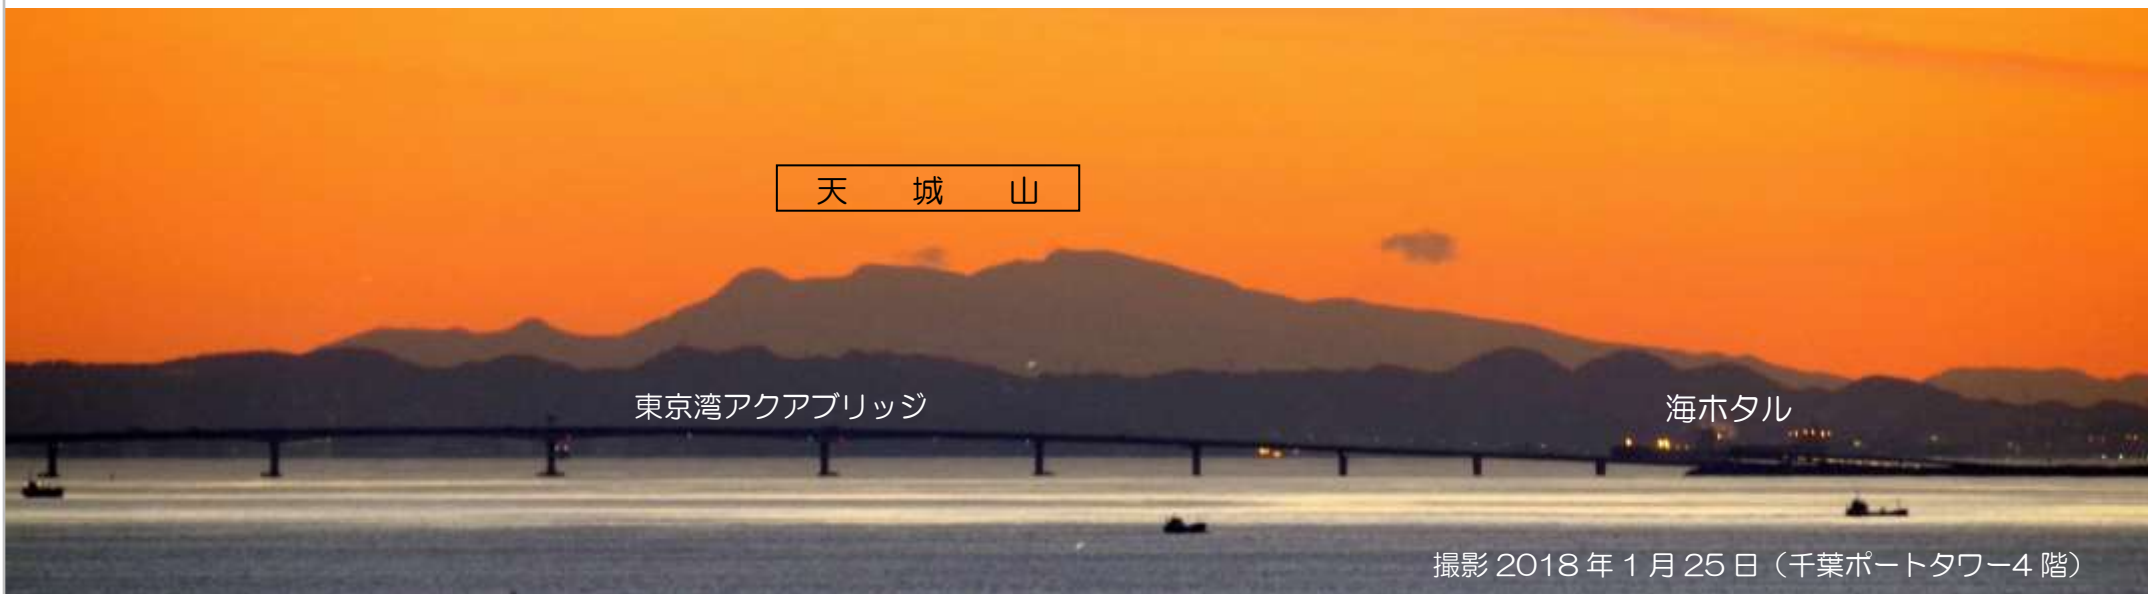 天 城 山
東京湾アクアブリッジ
海ホタル
撮影 2018 年 1 月 25 日（千葉ポートタワー4 階）